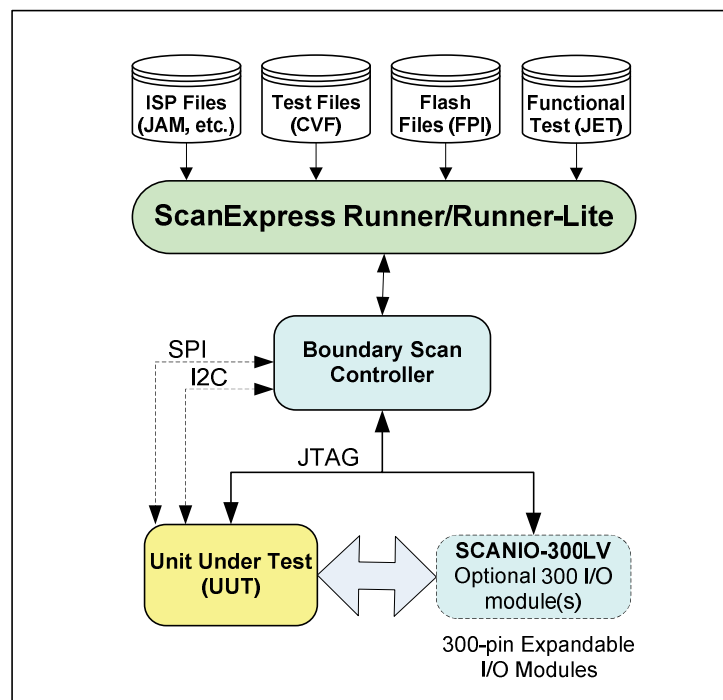 ISP Files
(JAM, etc.)
Test Files
(CVF)
Flash
Files (FPI)
Functional
Test (JET)
ScanExpress Runner/Runner-Lite
Boundary Scan
Controller
SPI
I2C
JTAG
Unit Under Test
(UUT)
SCANIO-300LV
Optional 300 I/O
module(s)
300-pin Expandable
I/O Modules